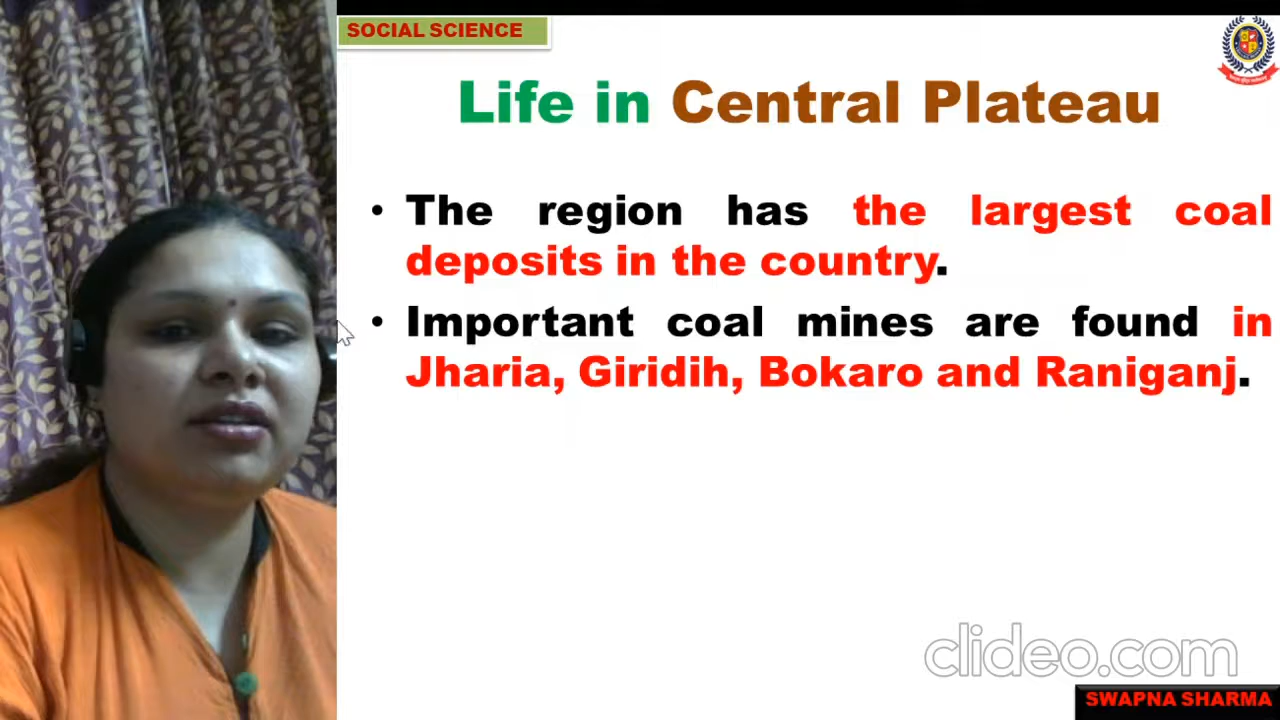 SOCIAL SCIENCE
Life in Central Plateau
• The region has the largest coal
deposits in the country.
• Important coal mines are found in
Jharia, Giridih, Bokaro and Raniganj.
clideo.com
SWAPNA SHARMA